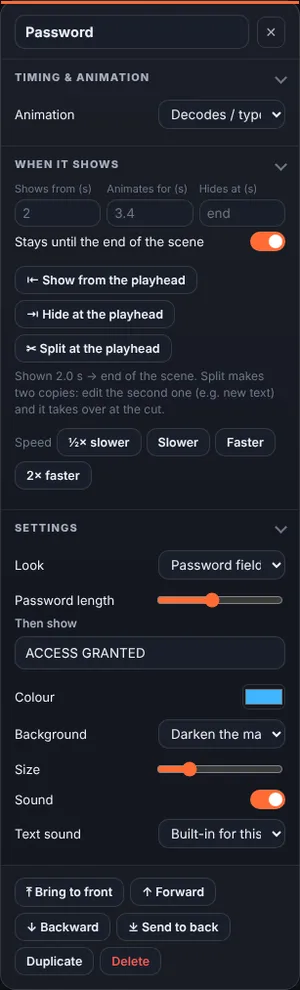 Password
✕
TIMING & ANIMATION
Animation
Decodes / type
WHEN IT SHOWS
Shows from (s) Animates for (s) Hides at (s)
2 3.4 end
Stays until the end of the scene
⇤ Show from the playhead
⇥ Hide at the playhead
✂ Split at the playhead
Shown 2.0 s → end of the scene. Split makes
two copies: edit the second one (e.g. new text)
and it takes over at the cut.
Speed ½× slower Slower Faster
2× faster
SETTINGS
Look Password field
Password length
Then show
ACCESS GRANTED
Colour
Background Darken the ma
Size
Sound
Text sound Built-in for this
⤒ Bring to front ↑ Forward
↓ Backward ⤓ Send to back
Duplicate Delete